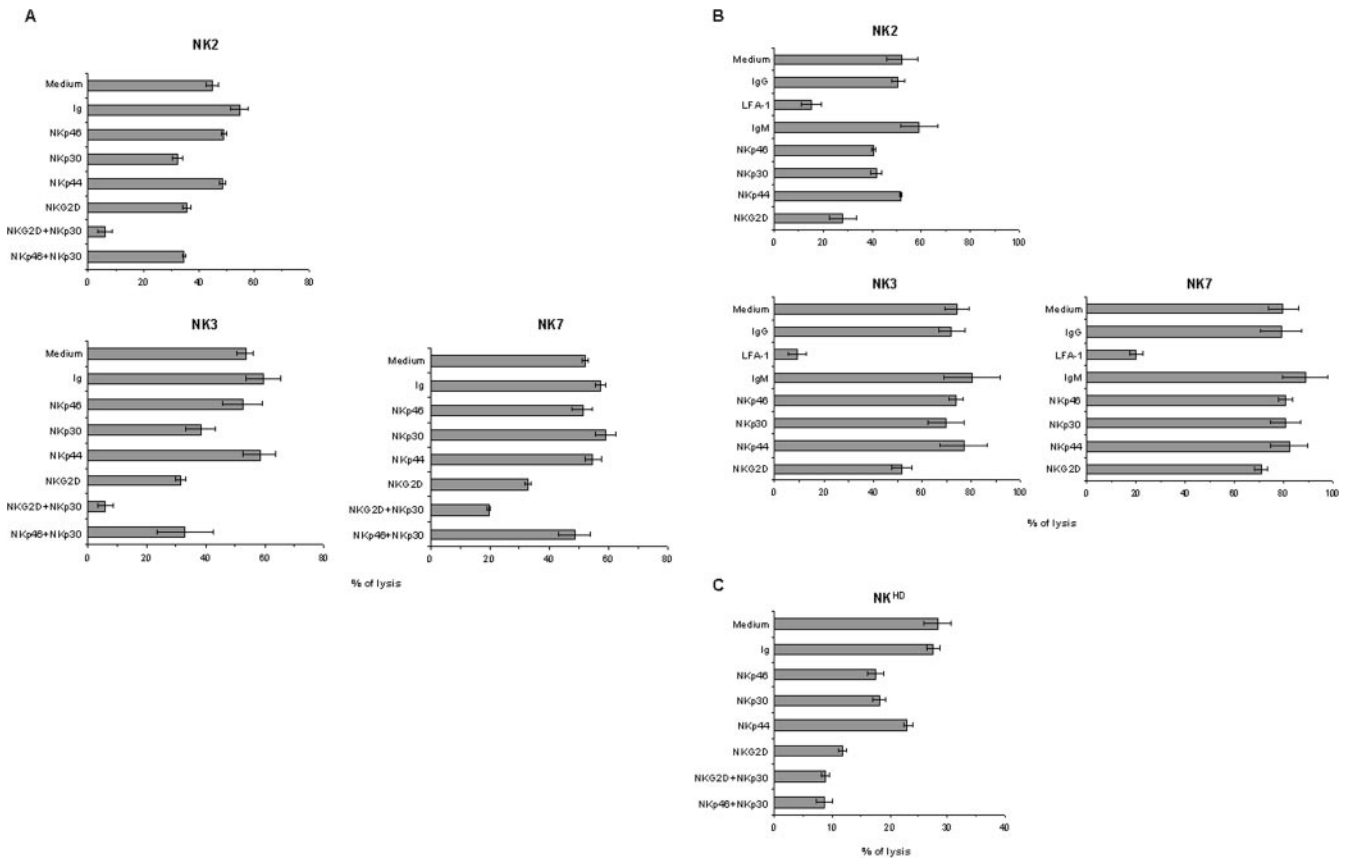 A
NK2
Medium
Ig
NKp46
NKp30
NKp44
NKG2D
NKG2D+NKp30
NKp46+NKp30
0 20 40 60 80
NK3
Medium
Ig
NKp46
NKp30
NKp44
NKG2D
NKG2D+NKp30
NKp46+NKp30
0 20 40 60 80
NK7
Medium
Ig
NKp46
NKp30
NKp44
NKG2D
NKG2D+NKp30
NKp46+NKp30
0 20 40 60 80
% of lysis
B
NK2
Medium
IgG
LFA-1
IgM
NKp46
NKp30
NKp44
NKG2D
0 20 40 60 80 100
NK3
Medium
IgG
LFA-1
IgM
NKp46
NKp30
NKp44
NKG2D
0 20 40 60 80 100
NK7
Medium
IgG
LFA-1
IgM
NKp46
NKp30
NKp44
NKG2D
0 20 40 60 80 100
% of lysis
C
NK HD
Medium
Ig
NKp46
NKp30
NKp44
NKG2D
NKG2D+NKp30
NKp46+NKp30
0 10 20 30 40
% of lysis